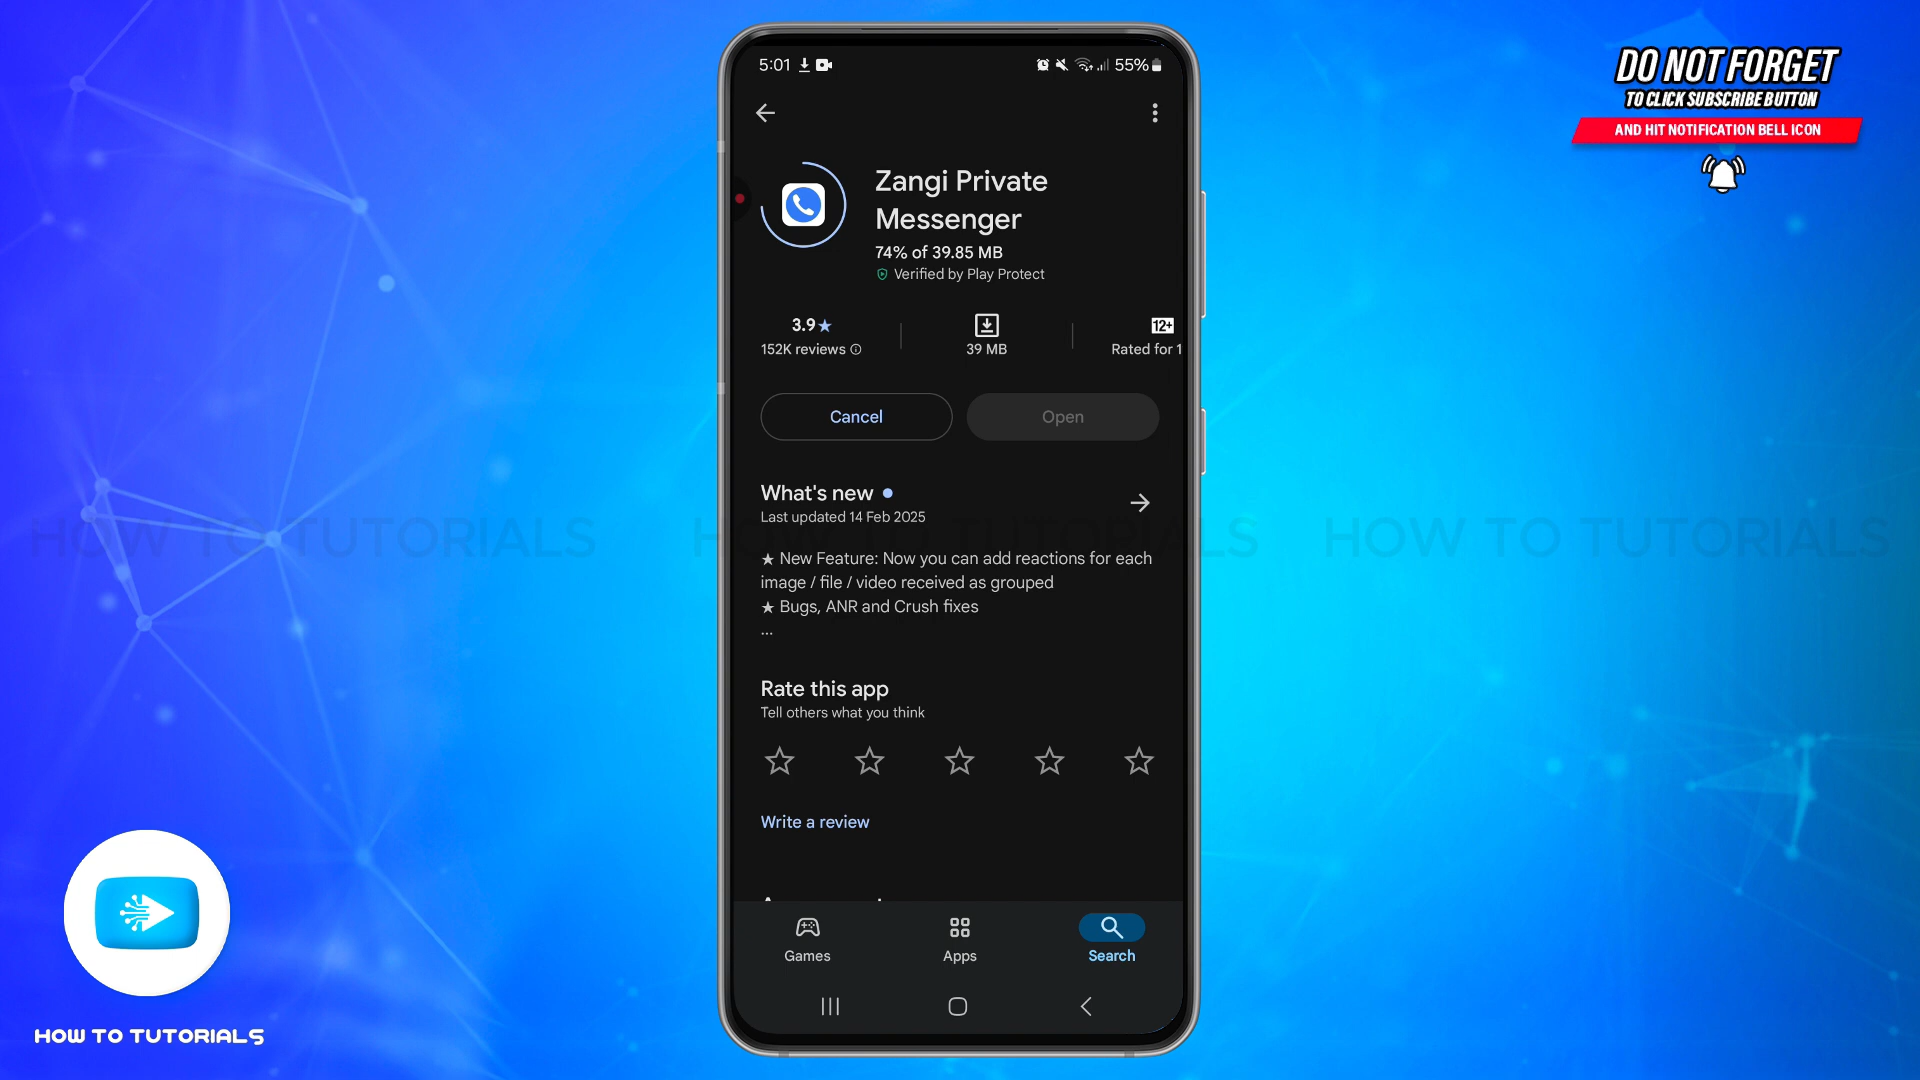 DO NOT FORGET
TO CLICK SUBSCRIBE BUTTON
AND HIT NOTIFICATION BELL ICON
5:01
55%
Zangi Private
Messenger
74% of 39.85 MB
Verified by Play Protect
3.9★
152K reviews
39 MB
12+
Rated for 1
Cancel
Open
What's new
Last updated 14 Feb 2025
HOW TO TUTORIALS HOW TO TUTORIALS HOW TO TUTORIALS
★ New Feature: Now you can add reactions for each
image / file / video received as grouped
★ Bugs, ANR and Crush fixes
...
Rate this app
Tell others what you think
Write a review
Games
Apps
Search
HOW TO TUTORIALS